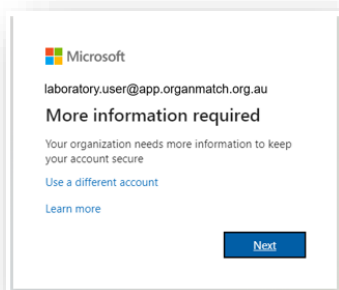 Microsoft
laboratory.user@app.organmatch.org.au
More information required
Your organization needs more information to keep
your account secure
Use a different account
Learn more
Next